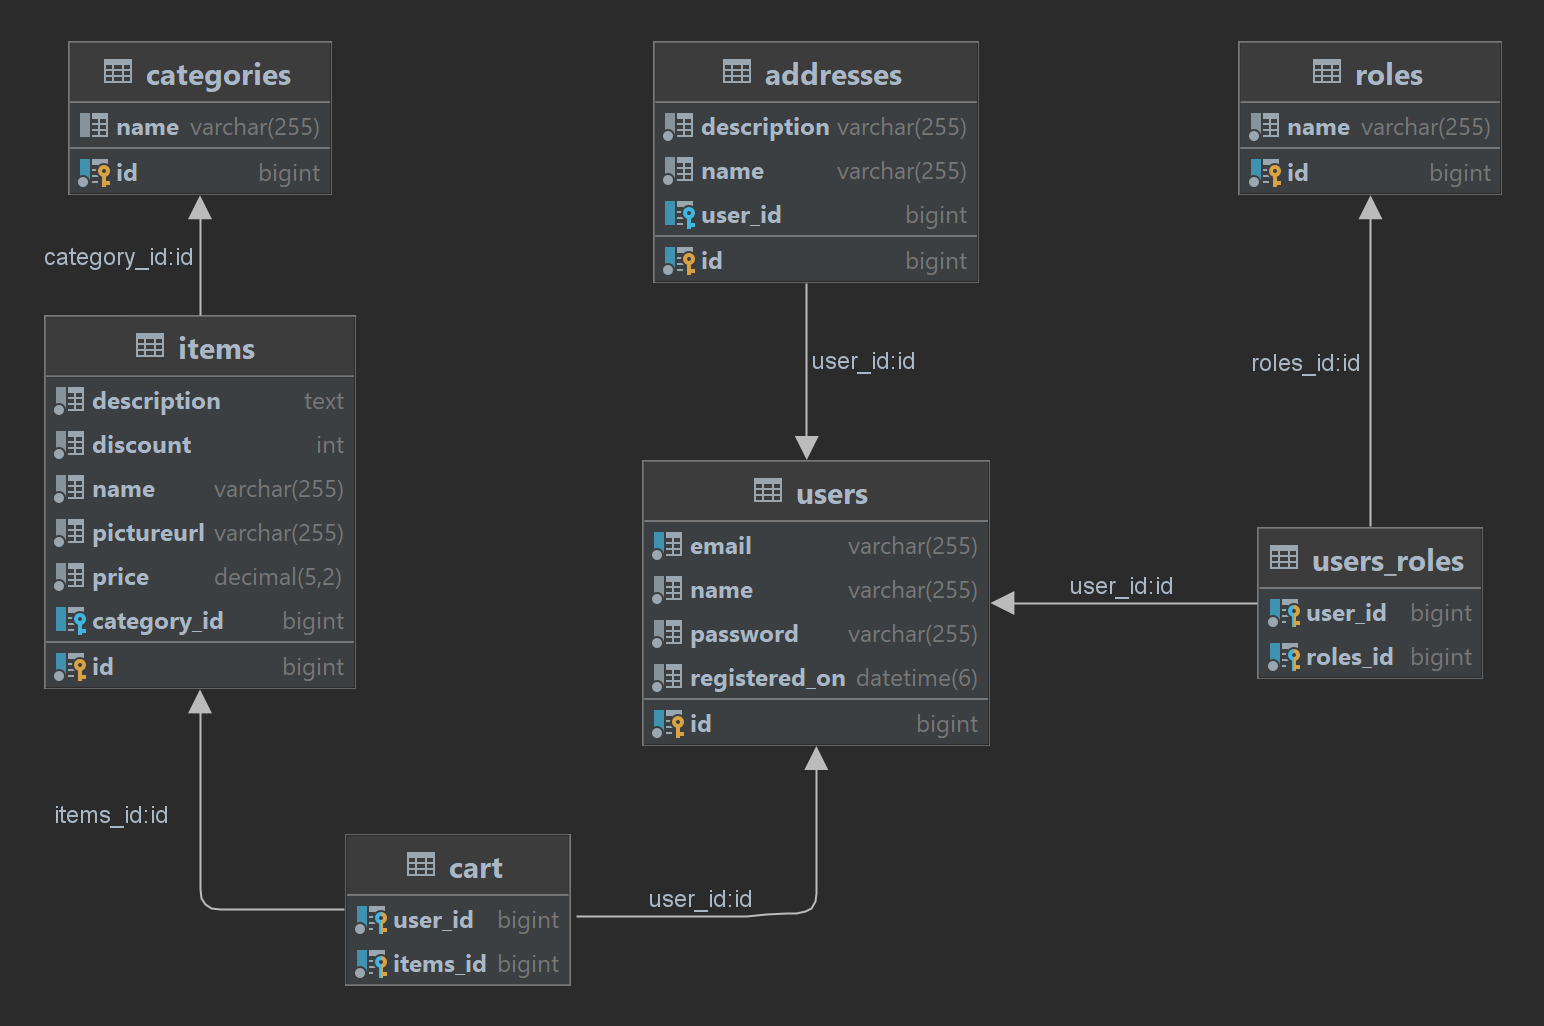 categories
name varchar(255)
id bigint
addresses
description varchar(255)
name varchar(255)
user_id bigint
id bigint
roles
name varchar(255)
id bigint
category_id:id
user_id:id
roles_id:id
items
description text
discount int
name varchar(255)
pictureurl varchar(255)
price decimal(5,2)
category_id bigint
id bigint
users
email varchar(255)
name varchar(255)
password varchar(255)
registered_on datetime(6)
id bigint
user_id:id
users_roles
user_id bigint
roles_id bigint
items_id:id
user_id:id
cart
user_id bigint
items_id bigint